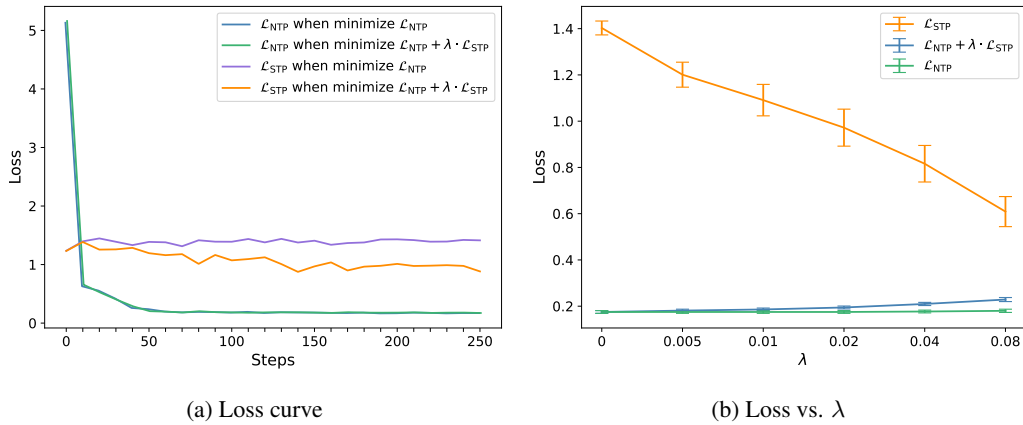 5
4
3
2
1
0
Loss
0
50
100
150
200
250
Steps
ℒNTP when minimize ℒNTP
ℒNTP when minimize ℒNTP + λ · ℒSTP
ℒSTP when minimize ℒNTP
ℒSTP when minimize ℒNTP + λ · ℒSTP
(a) Loss curve
1.4
1.2
1.0
0.8
0.6
0.4
0.2
Loss
0
0.005
0.01
0.02
0.04
0.08
λ
ℒSTP
ℒNTP + λ · ℒSTP
ℒNTP
(b) Loss vs. λ